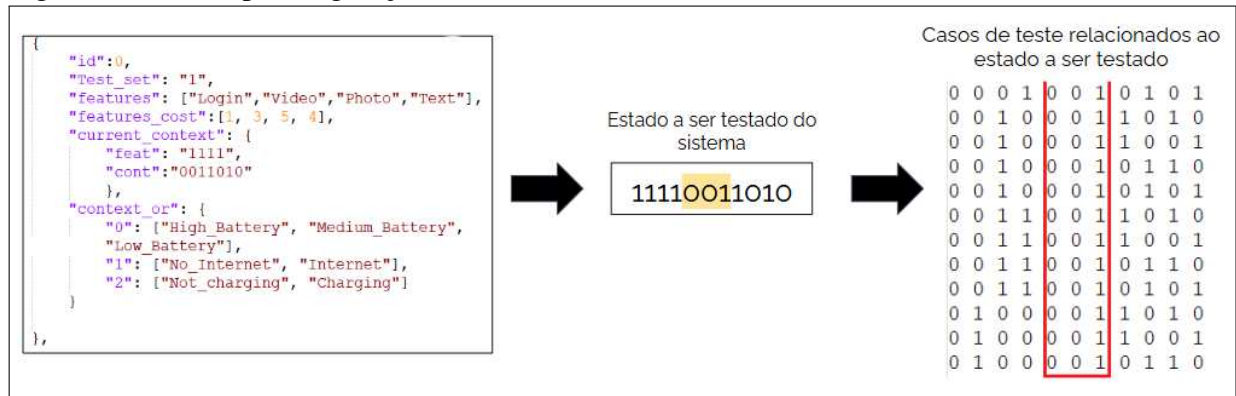 {
"id":0,
"Test_set": "1",
"features": ["Login","Video","Photo","Text"],
"features_cost":[1, 3, 5, 4],
"current_context": {
"feat": "1111",
"cont":"0011010"
},
"context_or": {
"0": ["High_Battery", "Medium_Battery",
"Low_Battery"],
"1": ["No_Internet", "Internet"],
"2": ["Not_charging", "Charging"]
}
},
Estado a ser testado do
sistema
11110011010
Casos de teste relacionados ao
estado a ser testado
0 0 0 1 0 0 1 0 1 0 1
0 0 1 0 0 0 1 1 0 1 0
0 0 1 0 0 0 1 1 0 0 1
0 0 1 0 0 0 1 0 1 1 0
0 0 1 0 0 0 1 0 1 0 1
0 0 1 1 0 0 1 1 0 1 0
0 0 1 1 0 0 1 1 0 0 1
0 0 1 1 0 0 1 0 1 1 0
0 0 1 1 0 0 1 0 1 0 1
0 1 0 0 0 0 1 1 0 1 0
0 1 0 0 0 0 1 1 0 0 1
0 1 0 0 0 0 1 0 1 1 0